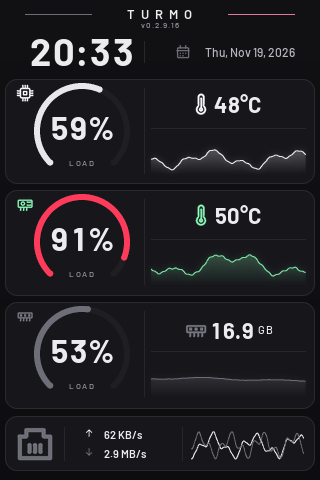 TURMO
v0.2.9.16
20:33
Thu, Nov 19, 2026
59%
LOAD
48°C
91%
LOAD
50°C
53%
LOAD
16.9 GB
62 KB/s
2.9 MB/s